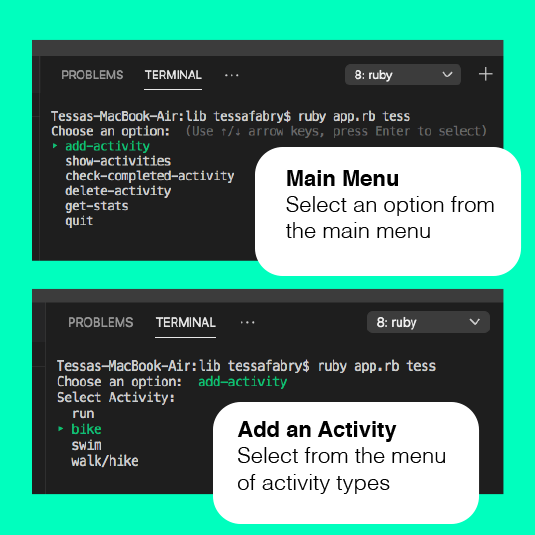 PROBLEMS TERMINAL ··· 8: ruby
Tessas-MacBook-Air:lib tessafabry$ ruby app.rb tess
Choose an option: (Use ↑/↓ arrow keys, press Enter to select)
‣ add-activity
show-activities
check-completed-activity
delete-activity
get-stats
quit
Main Menu
Select an option from
the main menu
PROBLEMS TERMINAL ··· 8: ruby
Tessas-MacBook-Air:lib tessafabry$ ruby app.rb tess
Choose an option: add-activity
Select Activity:
run
‣ bike
swim
walk/hike
Add an Activity
Select from the menu
of activity types